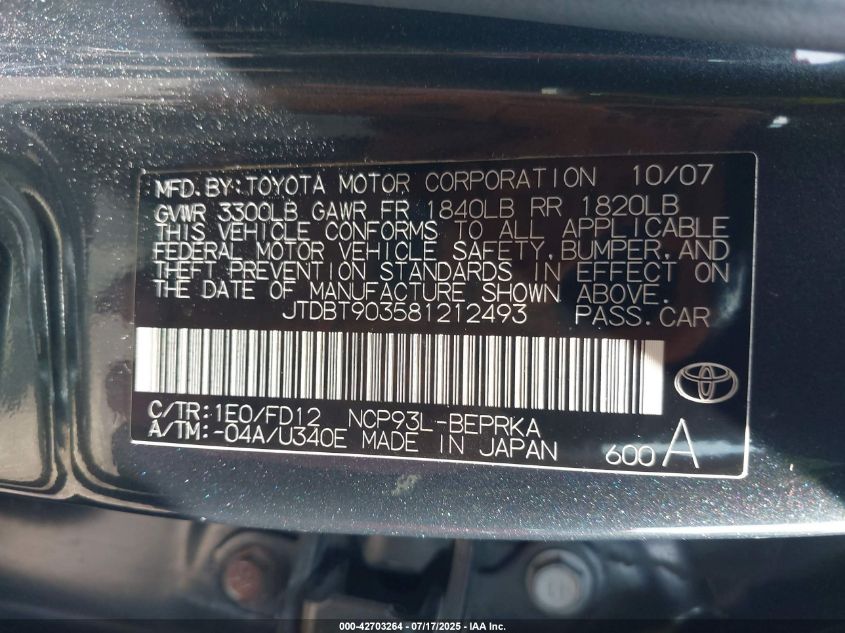 MFD. BY: TOYOTA MOTOR CORPORATION 10/07
GVWR 3300LB GAWR FR 1840LB RR 1820LB
THIS VEHICLE CONFORMS TO ALL APPLICABLE
FEDERAL MOTOR VEHICLE SAFETY, BUMPER, AND
THEFT PREVENTION STANDARDS IN EFFECT ON
THE DATE OF MANUFACTURE SHOWN ABOVE.
JTDBT903581212493 PASS. CAR
C/TR: 1E0/FD12 NCP93L-BEPRKA
A/TM: -04A/U340E MADE IN JAPAN 600 A
000-42703264 - 07/17/2025 - IAA Inc.